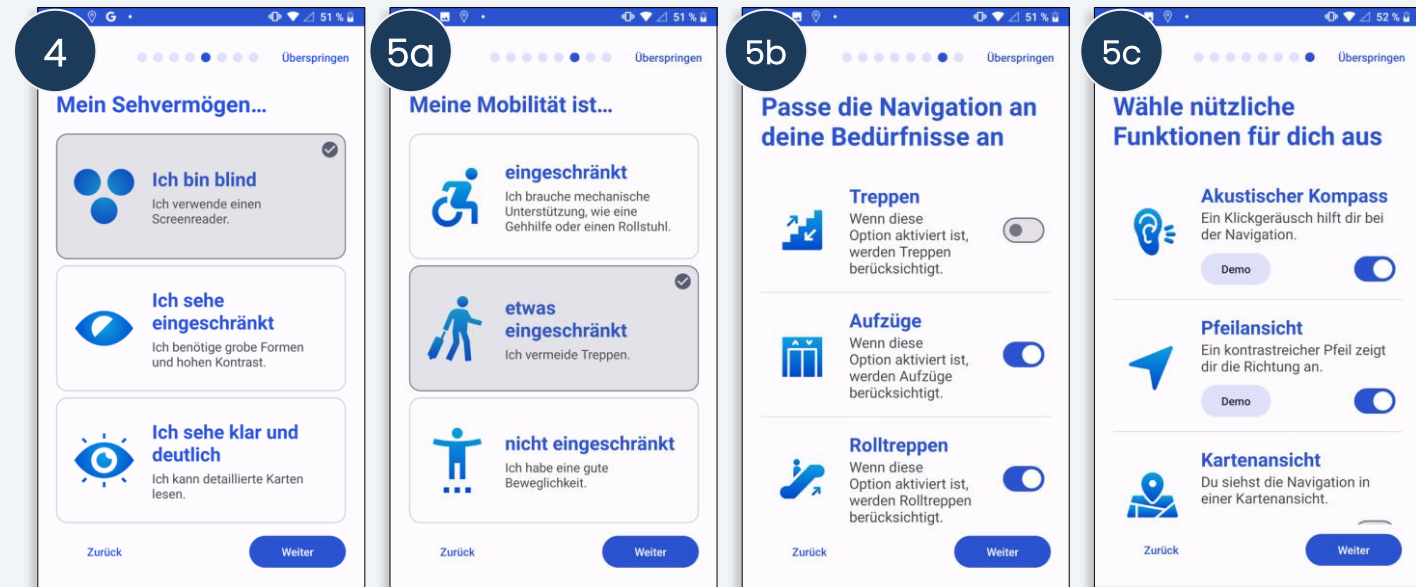 4
G
51 %
Überspringen
Mein Sehvermögen...
Ich bin blind
Ich verwende einen
Screenreader.
Ich sehe
eingeschränkt
Ich benötige grobe Formen
und hohen Kontrast.
Ich sehe klar und
deutlich
Ich kann detaillierte Karten
lesen.
Zurück
Weiter
5a
51 %
Überspringen
Meine Mobilität ist...
eingeschränkt
Ich brauche mechanische
Unterstützung, wie eine
Gehhilfe oder einen Rollstuhl.
etwas
eingeschränkt
Ich vermeide Treppen.
nicht eingeschränkt
Ich habe eine gute
Beweglichkeit.
Zurück
Weiter
5b
51 %
Überspringen
Passe die Navigation an
deine Bedürfnisse an
Treppen
Wenn diese
Option aktiviert ist,
werden Treppen
berücksichtigt.
Aufzüge
Wenn diese
Option aktiviert ist,
werden Aufzüge
berücksichtigt.
Rolltreppen
Wenn diese
Option aktiviert ist,
werden Rolltreppen
berücksichtigt.
Zurück
Weiter
5c
52 %
Überspringen
Wähle nützliche
Funktionen für dich aus
Akustischer Kompass
Ein Klickgeräusch hilft dir bei
der Navigation.
Demo
Pfeilansicht
Ein kontrastreicher Pfeil zeigt
dir die Richtung an.
Demo
Kartenansicht
Du siehst die Navigation in
einer Kartenansicht.
Zurück
Weiter